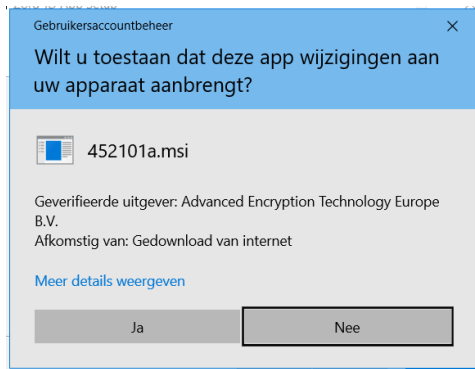 Gebruikersaccountbeheer
Wilt u toestaan dat deze app wijzigingen aan
uw apparaat aanbrengt?
452101a.msi
Geverifieerde uitgever: Advanced Encryption Technology Europe
B.V.
Afkomstig van: Gedownload van internet
Meer details weergeven
Ja
Nee